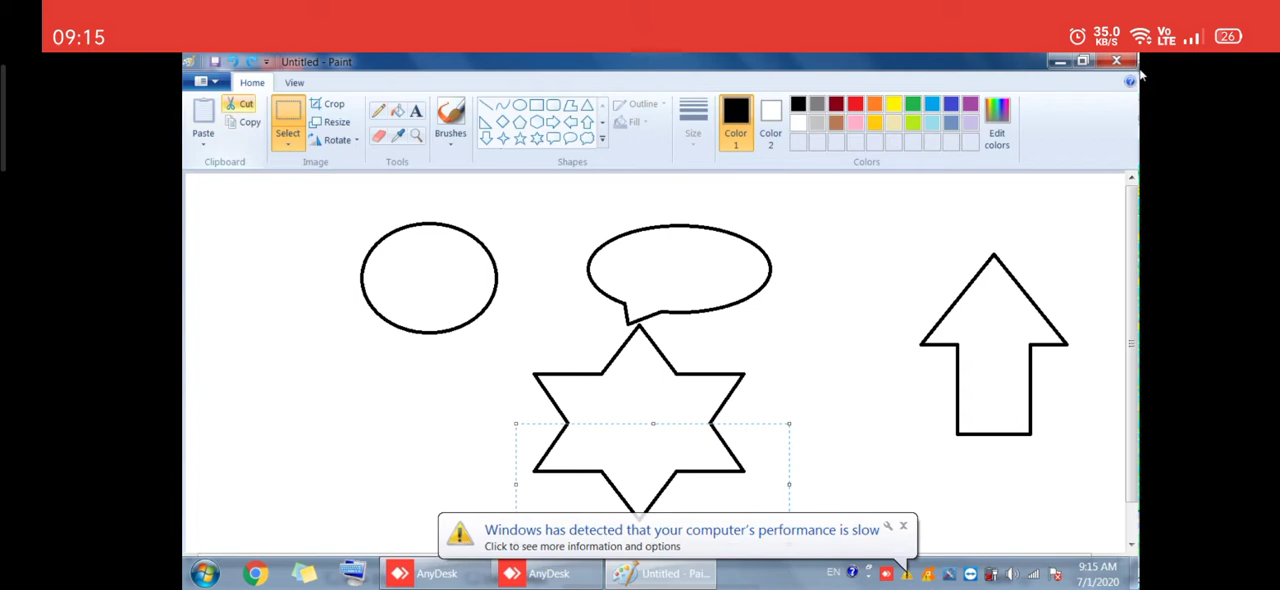 09:15
35.0
KB/S
Vo
LTE
26
Untitled - Paint
Home View
Paste
Cut
Copy
Clipboard
Select
Crop
Resize
Rotate
Image
A
Tools
Brushes
Outline
Fill
Shapes
Size
Color
1
Color
2
Edit
colors
Colors
Windows has detected that your computer's performance is slow
Click to see more information and options
AnyDesk
AnyDesk
Untitled - Pai...
EN
9:15 AM
7/1/2020